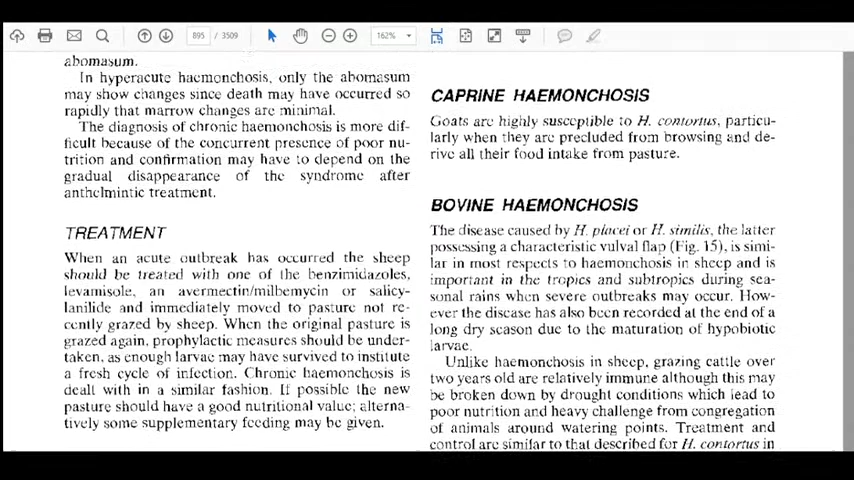 895 / 3509
162%
abomasum.
In hyperacute haemonchosis, only the abomasum
may show changes since death may have occurred so
rapidly that marrow changes are minimal.
The diagnosis of chronic haemonchosis is more dif-
ficult because of the concurrent presence of poor nu-
trition and confirmation may have to depend on the
gradual disappearance of the syndrome after
anthelmintic treatment.
TREATMENT
When an acute outbreak has occurred the sheep
should be treated with one of the benzimidazoles,
levamisole, an avermectin/milbemycin or salicy-
lanilide and immediately moved to pasture not re-
cently grazed by sheep. When the original pasture is
grazed again, prophylactic measures should be under-
taken, as enough larvae may have survived to institute
a fresh cycle of infection. Chronic haemonchosis is
dealt with in a similar fashion. If possible the new
pasture should have a good nutritional value; alterna-
tively some supplementary feeding may be given.
CAPRINE HAEMONCHOSIS
Goats are highly susceptible to H. contortus, particu-
larly when they are precluded from browsing and de-
rive all their food intake from pasture.
BOVINE HAEMONCHOSIS
The disease caused by H. placei or H. similis, the latter
possessing a characteristic vulval flap (Fig. 15), is simi-
lar in most respects to haemonchosis in sheep and is
important in the tropics and subtropics during sea-
sonal rains when severe outbreaks may occur. How-
ever the disease has also been recorded at the end of a
long dry season due to the maturation of hypobiotic
larvae.
Unlike haemonchosis in sheep, grazing cattle over
two years old are relatively immune although this may
be broken down by drought conditions which lead to
poor nutrition and heavy challenge from congregation
of animals around watering points. Treatment and
control are similar to that described for H. contortus in